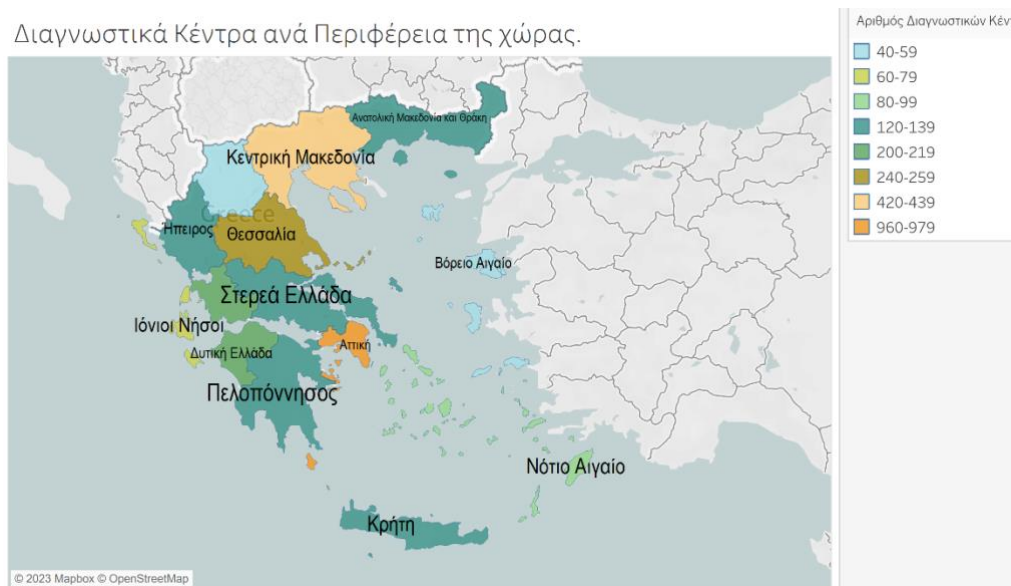 Διαγνωστικά Κέντρα ανά Περιφέρεια της χώρας.
Αριθμός Διαγνωστικών Κέντ
40-59
60-79
80-99
120-139
200-219
240-259
420-439
960-979
Ανατολική Μακεδονία και Θράκη
Κεντρική Μακεδονία
Greece
Ήπειρος
Θεσσαλία
Βόρειο Αιγαίο
Στερεά Ελλάδα
Ιόνιοι Νήσοι
Αττική
Δυτική Ελλάδα
Πελοπόννησος
Νότιο Αιγαίο
Κρήτη
© 2023 Mapbox © OpenStreetMap